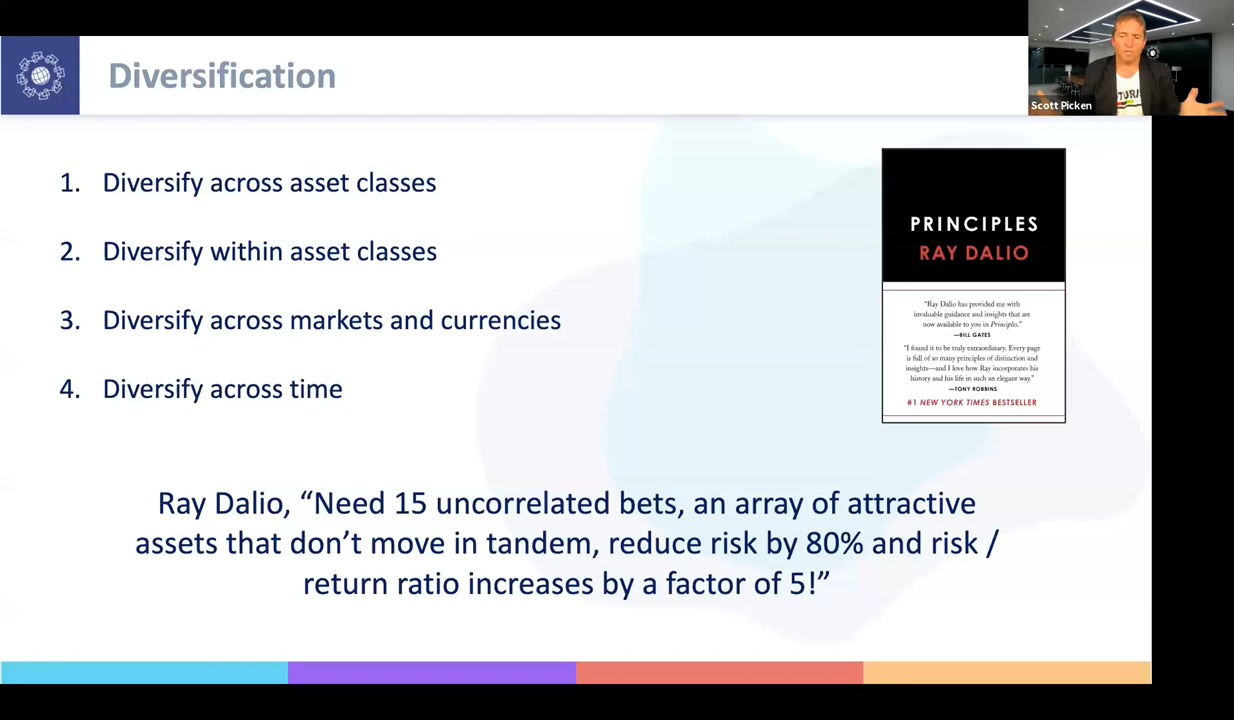 Diversification
Scott Picken
1. Diversify across asset classes
2. Diversify within asset classes
3. Diversify across markets and currencies
4. Diversify across time
PRINCIPLES
RAY DALIO
“Ray Dalio has provided me with
invaluable guidance and insights that are
now available to you in Principles.”
—BILL GATES
“I found it to be truly extraordinary. Every page
is full of so many principles of distinction and
insights—and I love how Ray incorporates his
history and his life in such an elegant way.”
—TONY ROBBINS
#1 NEW YORK TIMES BESTSELLER
Ray Dalio, “Need 15 uncorrelated bets, an array of attractive
assets that don’t move in tandem, reduce risk by 80% and risk /
return ratio increases by a factor of 5!”